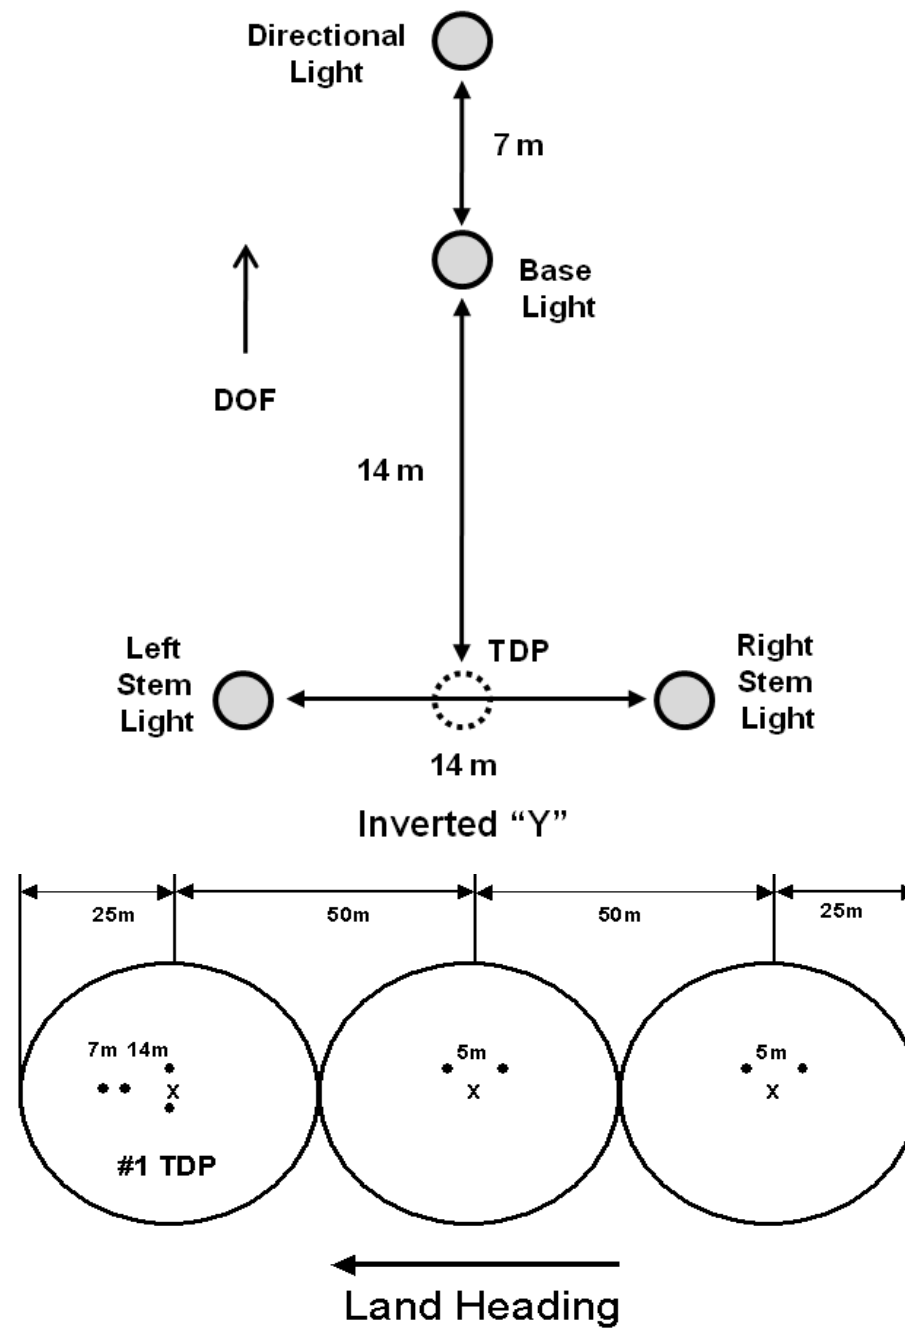 Directional
Light
7 m
Base
Light
DOF
14 m
Left
Stem
Light
TDP
Right
Stem
Light
14 m
Inverted “Y”
25m
50m
50m
25m
7m 14m
X
#1 TDP
5m
X
5m
X
Land Heading